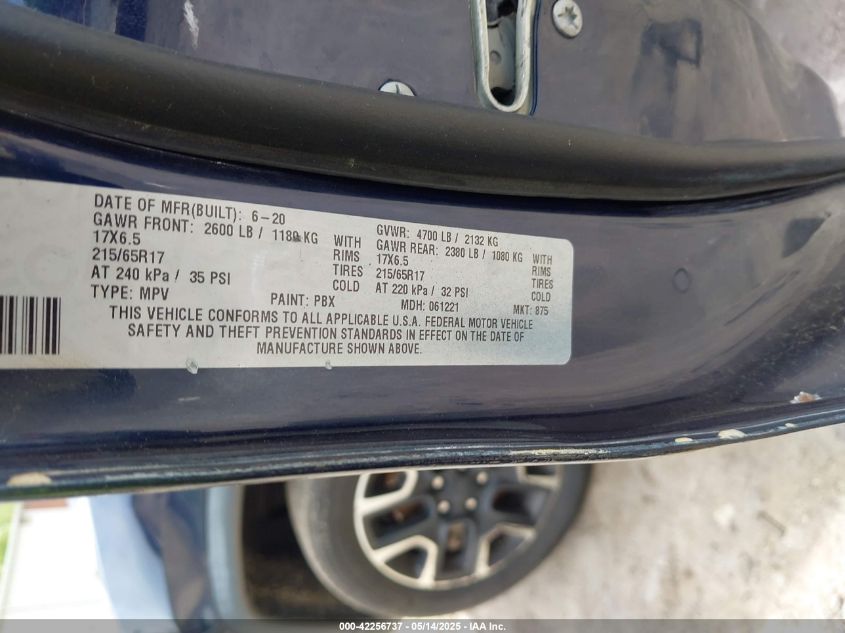 DATE OF MFR(BUILT): 6-20 GVWR: 4700 LB / 2132 KG
GAWR FRONT: 2600 LB / 1180 KG WITH GAWR REAR: 2380 LB / 1080 KG WITH
17X6.5 RIMS 17X6.5 RIMS
215/65R17 TIRES 215/65R17 TIRES
AT 240 kPa / 35 PSI COLD AT 220 kPa / 32 PSI COLD
TYPE: MPV PAINT: PBX MDH: 061221 MKT: 875
THIS VEHICLE CONFORMS TO ALL APPLICABLE U.S.A. FEDERAL MOTOR VEHICLE
SAFETY AND THEFT PREVENTION STANDARDS IN EFFECT ON THE DATE OF
MANUFACTURE SHOWN ABOVE.
000-42256737 - 05/14/2025 - IAA Inc.